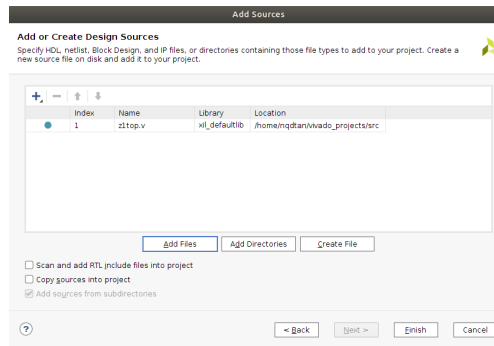 Add Sources
Add or Create Design Sources
Specify HDL, netlist, Block Design, and IP files, or directories containing those file types to add to your project. Create a
new source file on disk and add it to your project.
Index Name Library Location
1 z1top.v xil_defaultlib /home/nqdtan/vivado_projects/src
Add Files Add Directories Create File
Scan and add RTL include files into project
Copy sources into project
Add sources from subdirectories
? < Back Next > Finish Cancel